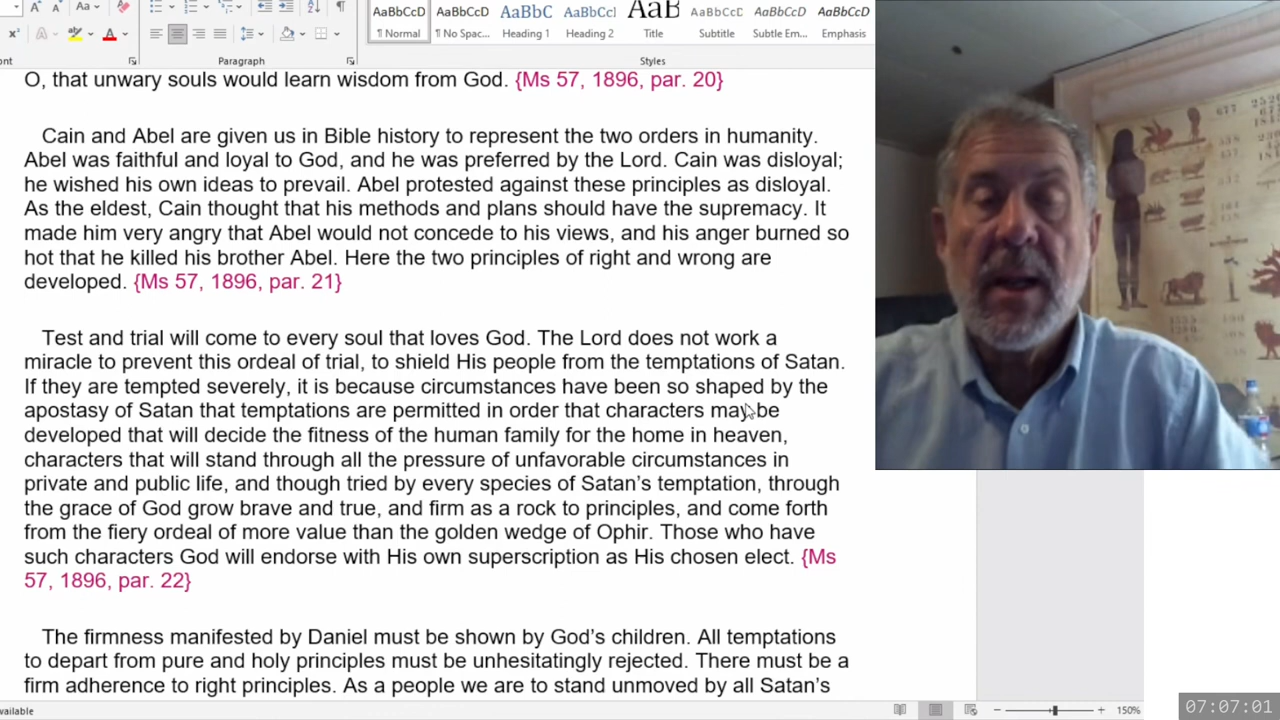 Aa
AaBbCcD AaBbCcD AaBbC AaBbCcI AaB AaBbCcD AaBbCcD AaBbCcD
¶ Normal ¶ No Spac... Heading 1 Heading 2 Title Subtitle Subtle Em... Emphasis
ont Paragraph Styles
O, that unwary souls would learn wisdom from God. {Ms 57, 1896, par. 20}
Cain and Abel are given us in Bible history to represent the two orders in humanity.
Abel was faithful and loyal to God, and he was preferred by the Lord. Cain was disloyal;
he wished his own ideas to prevail. Abel protested against these principles as disloyal.
As the eldest, Cain thought that his methods and plans should have the supremacy. It
made him very angry that Abel would not concede to his views, and his anger burned so
hot that he killed his brother Abel. Here the two principles of right and wrong are
developed. {Ms 57, 1896, par. 21}
Test and trial will come to every soul that loves God. The Lord does not work a
miracle to prevent this ordeal of trial, to shield His people from the temptations of Satan.
If they are tempted severely, it is because circumstances have been so shaped by the
apostasy of Satan that temptations are permitted in order that characters may be
developed that will decide the fitness of the human family for the home in heaven,
characters that will stand through all the pressure of unfavorable circumstances in
private and public life, and though tried by every species of Satan’s temptation, through
the grace of God grow brave and true, and firm as a rock to principles, and come forth
from the fiery ordeal of more value than the golden wedge of Ophir. Those who have
such characters God will endorse with His own superscription as His chosen elect. {Ms
57, 1896, par. 22}
The firmness manifested by Daniel must be shown by God’s children. All temptations
to depart from pure and holy principles must be unhesitatingly rejected. There must be a
firm adherence to right principles. As a people we are to stand unmoved by all Satan’s
vailable
150%
07:07:01
677